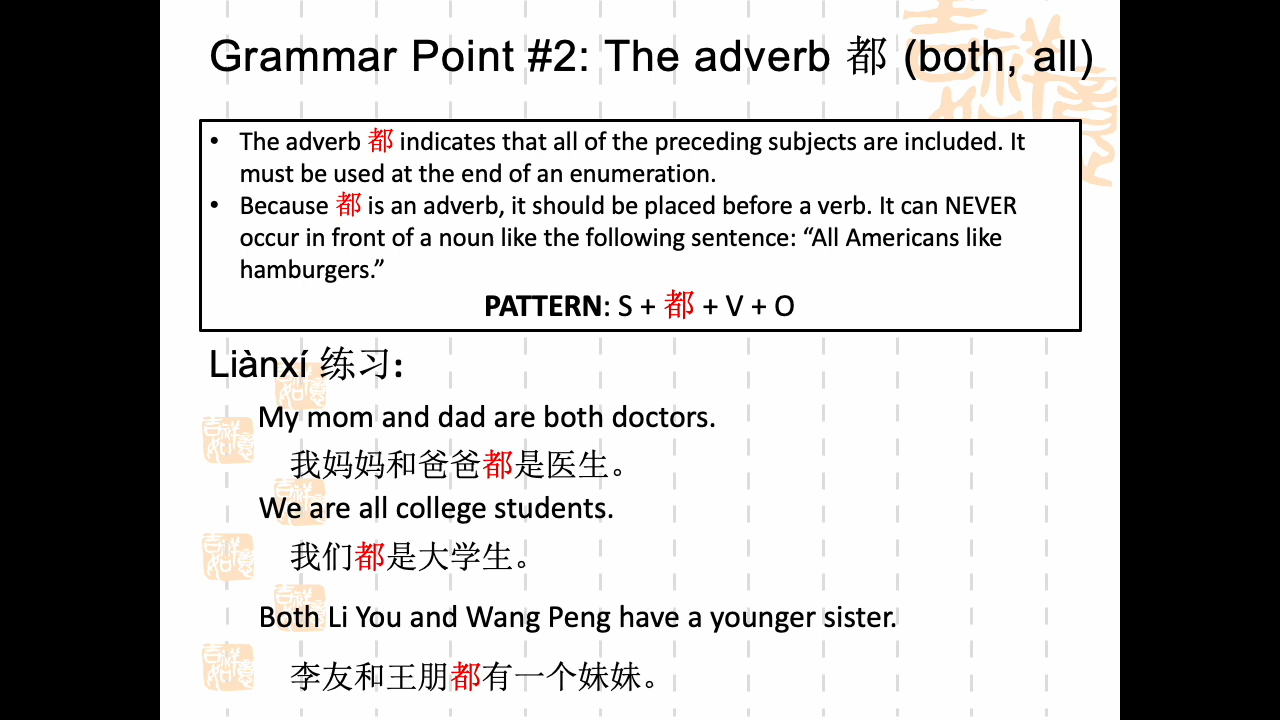 Grammar Point #2: The adverb 都 (both, all)
• The adverb 都 indicates that all of the preceding subjects are included. It
must be used at the end of an enumeration.
• Because 都 is an adverb, it should be placed before a verb. It can NEVER
occur in front of a noun like the following sentence: “All Americans like
hamburgers.”
PATTERN: S + 都 + V + O
Liànxí 练习:
My mom and dad are both doctors.
我妈妈和爸爸都是医生。
We are all college students.
我们都是大学生。
Both Li You and Wang Peng have a younger sister.
李友和王朋都有一个妹妹。